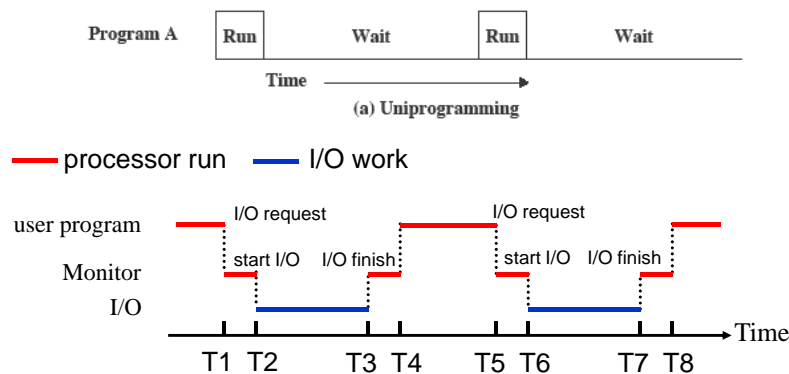 Program A Run Wait Run Wait
Time
(a) Uniprogramming
processor run I/O work
I/O request I/O request
user program
start I/O I/O finish start I/O I/O finish
Monitor
I/O
Time
T1 T2 T3 T4 T5 T6 T7 T8